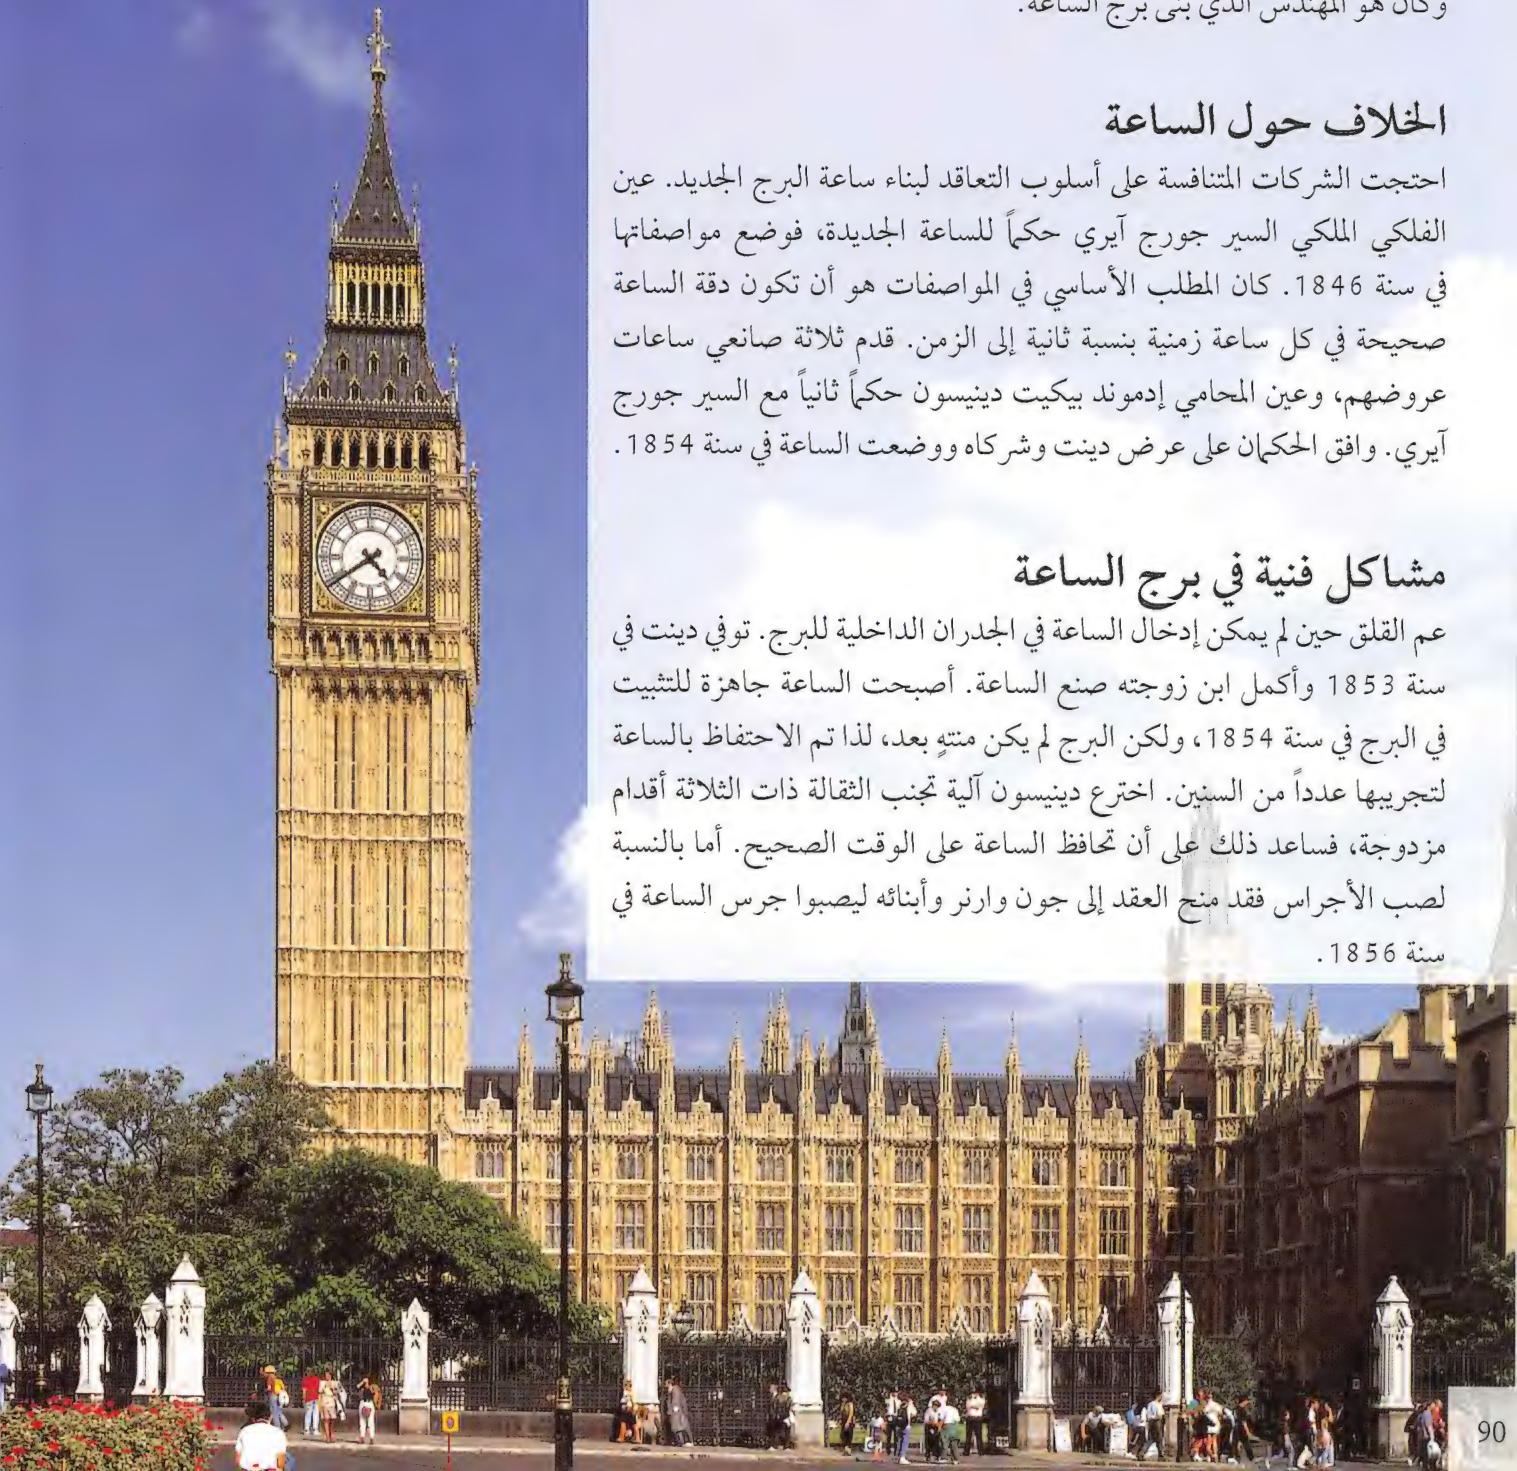 وكان هو المهندس الذي بنى برج الساعة.
الخلاف حول الساعة
احتجت الشركات المتنافسة على أسلوب التعاقد لبناء ساعة البرج الجديد. عين
الفلكي الملكي السير جورج آيري حكماً للساعة الجديدة، فوضع مواصفاتها
في سنة 1846. كان المطلب الأساسي في المواصفات هو أن تكون دقة الساعة
صحيحة في كل ساعة زمنية بنسبة ثانية إلى الزمن. قدم ثلاثة صانعي ساعات
عروضهم، وعين المحامي إدموند بيكيت دينيسون حكماً ثانياً مع السير جورج
آيري. وافق الحكمان على عرض دينت وشركاه ووضعت الساعة في سنة 1854.
مشاكل فنية في برج الساعة
عم القلق حين لم يمكن إدخال الساعة في الجدران الداخلية للبرج. توفي دينت في
سنة 1853 وأكمل ابن زوجته صنع الساعة. أصبحت الساعة جاهزة للتثبيت
في البرج في سنة 1854، ولكن البرج لم يكن منتهٍ بعد، لذا تم الاحتفاظ بالساعة
لتجريبها عدداً من السنين. اخترع دينيسون آلية تجنب الثقالة ذات الثلاثة أقدام
مزدوجة، فساعد ذلك على أن تحافظ الساعة على الوقت الصحيح. أما بالنسبة
لصب الأجراس فقد منح العقد إلى جون وارنر وأبنائه ليصبوا جرس الساعة في
سنة 1856.
90